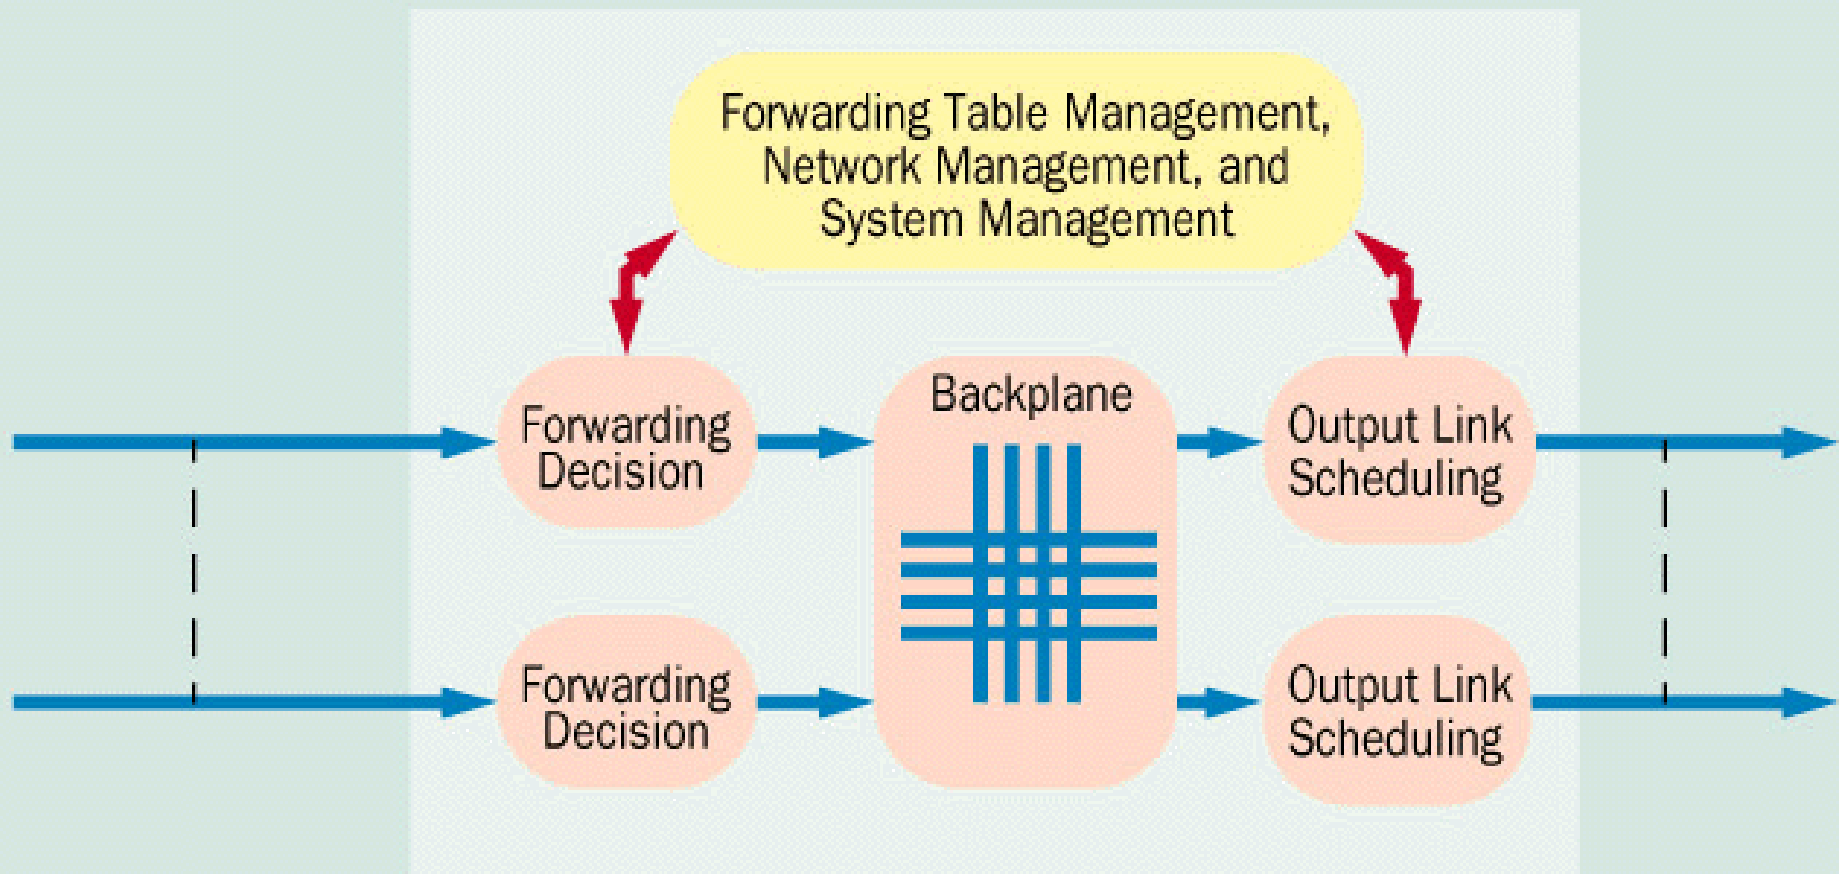 Forwarding Table Management,
Network Management, and
System Management
Forwarding
Decision
Backplane
Output Link
Scheduling
Forwarding
Decision
Output Link
Scheduling